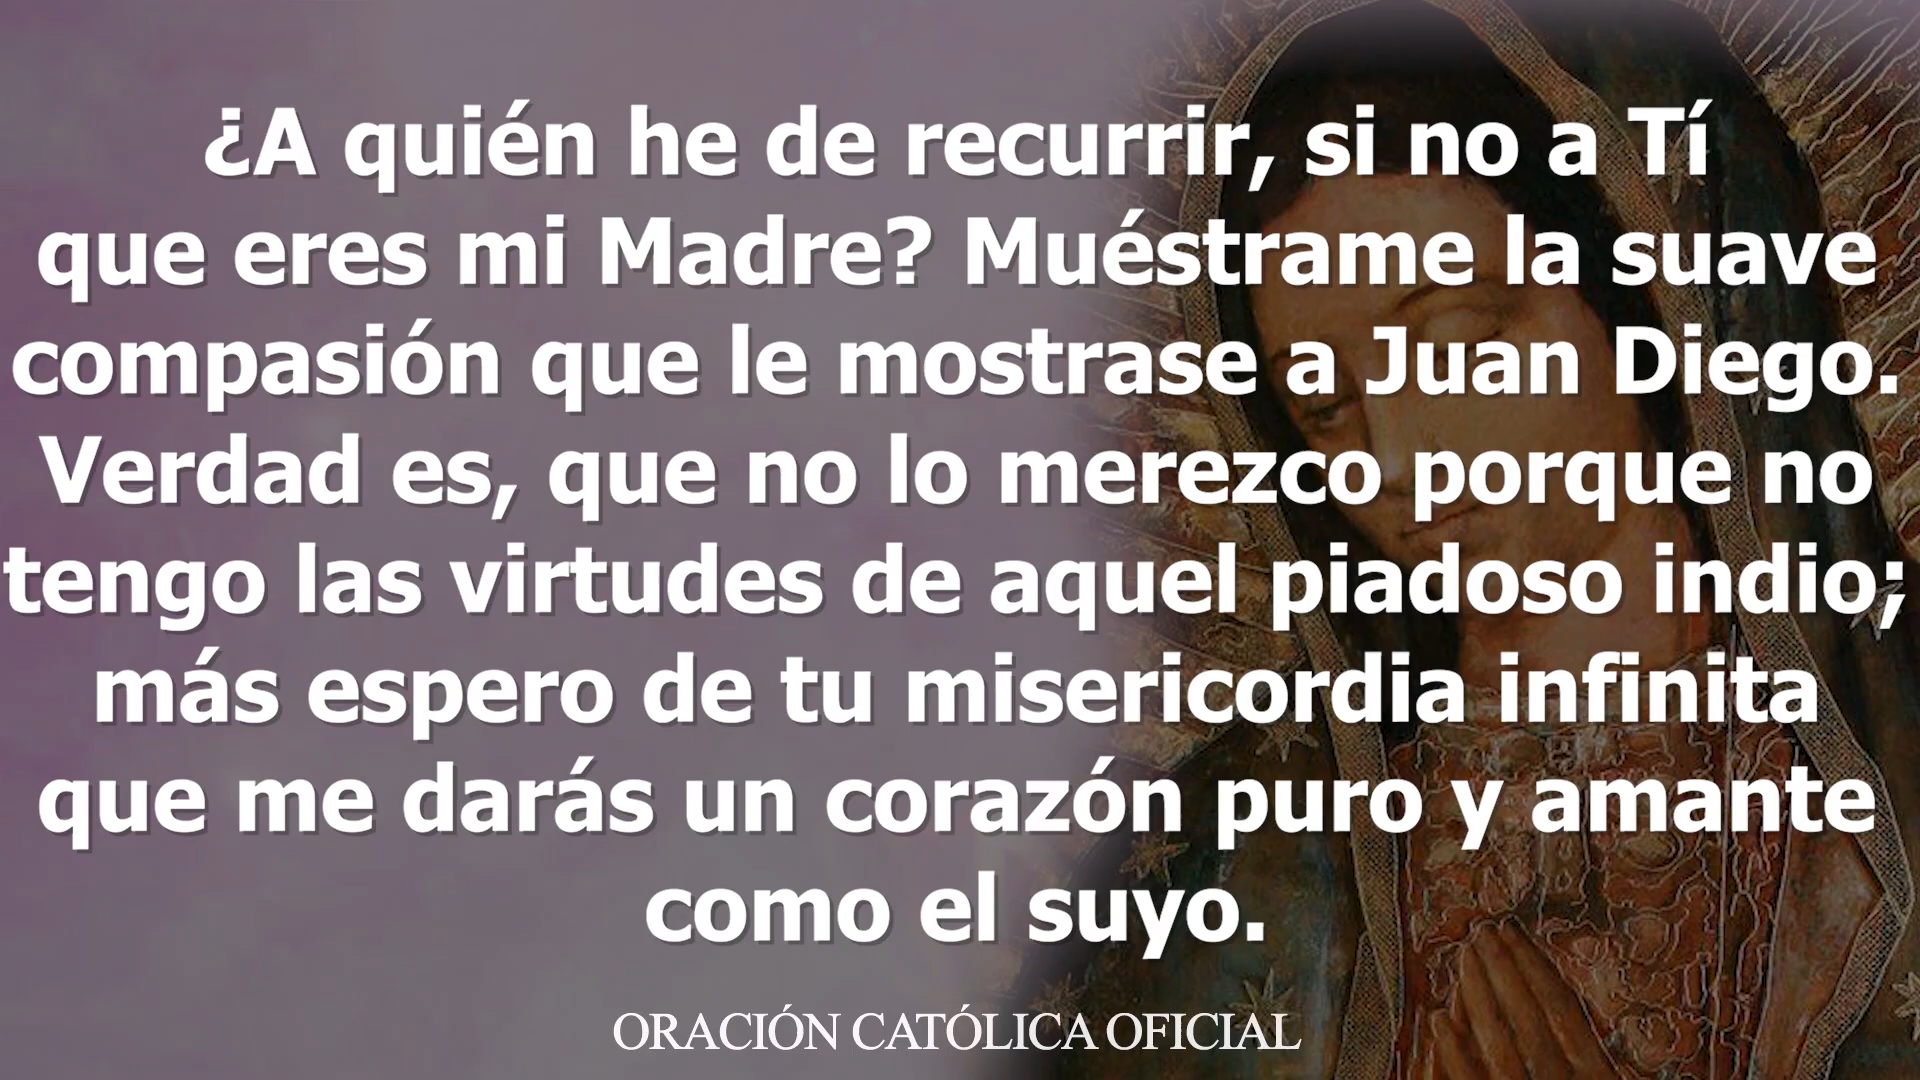 ¿A quién he de recurrir, si no a Tí
que eres mi Madre? Muéstrame la suave
compasión que le mostrase a Juan Diego.
Verdad es, que no lo merezco porque no
tengo las virtudes de aquel piadoso indio;
más espero de tu misericordia infinita
que me darás un corazón puro y amante
como el suyo.
ORACIÓN CATÓLICA OFICIAL